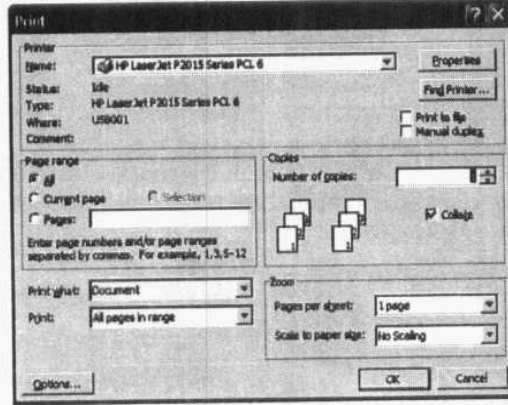 Print
Printer
Name: HP LaserJet P2015 Series PCL 6
Properties
Status: Idle
Find Printer...
Type: HP LaserJet P2015 Series PCL 6
Where: USB001
Print to file
Comment:
Manual duplex
Page range
All
Current page
Selection
Pages:
Enter page numbers and/or page ranges
separated by commas. For example, 1,3,5-12
Copies
Number of copies:
Collate
Print what: Document
Print: All pages in range
Zoom
Pages per sheet: 1 page
Scale to paper size: No Scaling
Options...
OK
Cancel